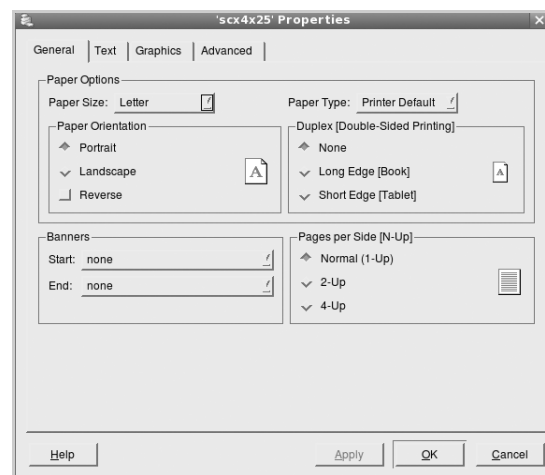 'scx4x25' Properties
General Text Graphics Advanced
Paper Options
Paper Size: Letter
Paper Type: Printer Default
Paper Orientation
Portrait
Landscape
Reverse
A
Duplex [Double-Sided Printing]
None
Long Edge [Book]
Short Edge [Tablet]
A
Banners
Start: none
End: none
Pages per Side [N-Up]
Normal (1-Up)
2-Up
4-Up
Help Apply OK Cancel